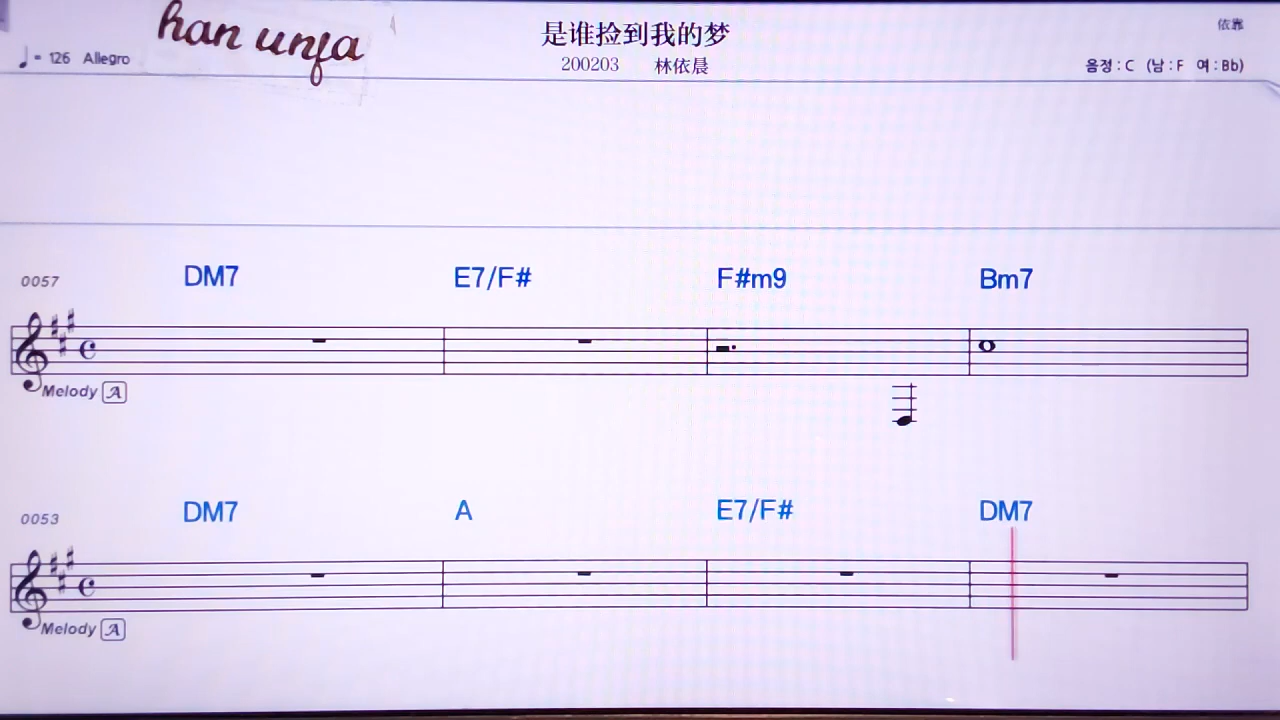 han unja
是谁捡到我的梦
依靠
♩= 126 Allegro
200203 林依晨
음정 : C (남 : F 여 : Bb)
0057 DM7 E7/F# F#m9 Bm7
Melody A
0053 DM7 A E7/F# DM7
Melody A